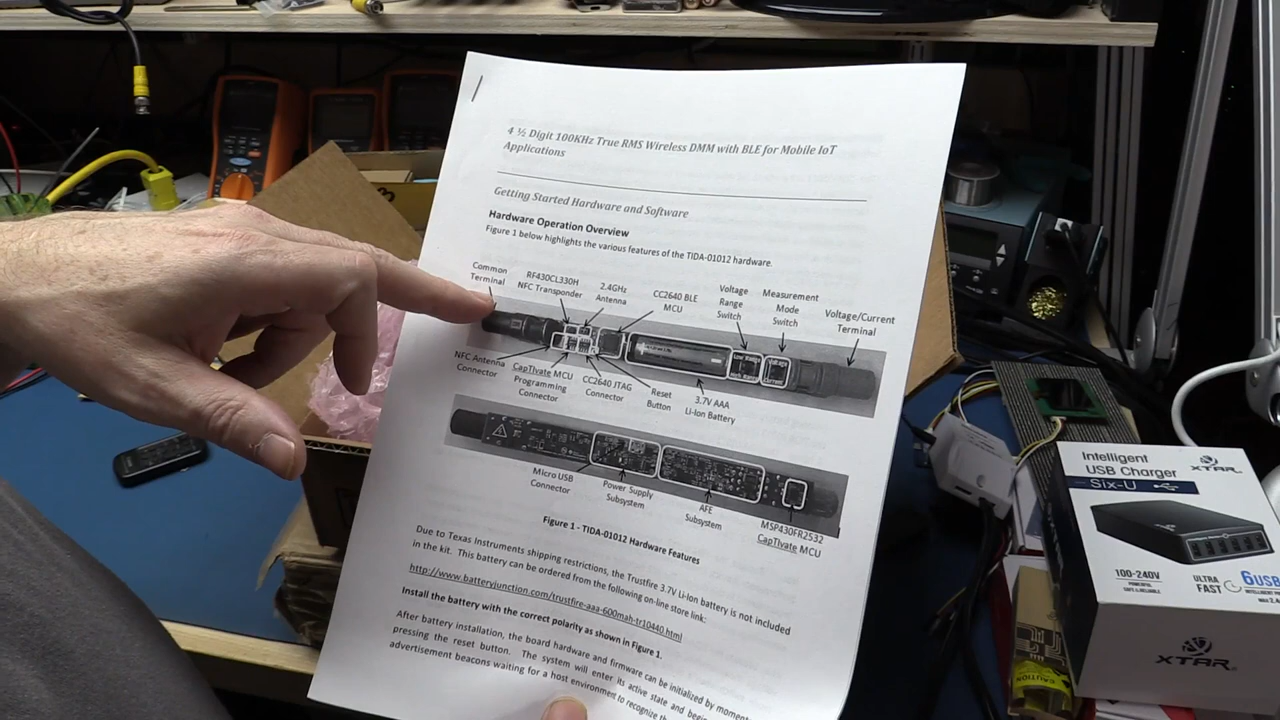 4 ½ Digit 100KHz True RMS Wireless DMM with BLE for Mobile IoT
Applications
Getting Started Hardware and Software
Hardware Operation Overview
Figure 1 below highlights the various features of the TIDA-01012 hardware.
Common
Terminal
RF430CL330H
NFC Transponder
2.4GHz
Antenna
CC2640 BLE
MCU
Voltage
Range
Switch
Measurement
Mode
Switch
Voltage/Current
Terminal
NFC Antenna
Connector
CapTIvate MCU
Programming
Connector
CC2640 JTAG
Connector
Reset
Button
3.7V AAA
Li-Ion Battery
Micro USB
Connector
Power Supply
Subsystem
AFE
Subsystem
MSP430FR2532
CapTIvate MCU
Figure 1 - TIDA-01012 Hardware Features
Due to Texas Instruments shipping restrictions, the Trustfire 3.7V Li-Ion battery is not included
in the kit. This battery can be ordered from the following on-line store link:
http://www.batteryjunction.com/trustfire-aaa-600mah-tr10440.html
Install the battery with the correct polarity as shown in Figure 1.
After battery installation, the board hardware and firmware can be initialized by
pressing the reset button. The system will enter its active state and
advertisement beacons waiting for a host environment to recognize
Intelligent
USB Charger
XTAR
Six-U
100-240V
ULTRA
FAST
6USB
XTAR
CAUTION